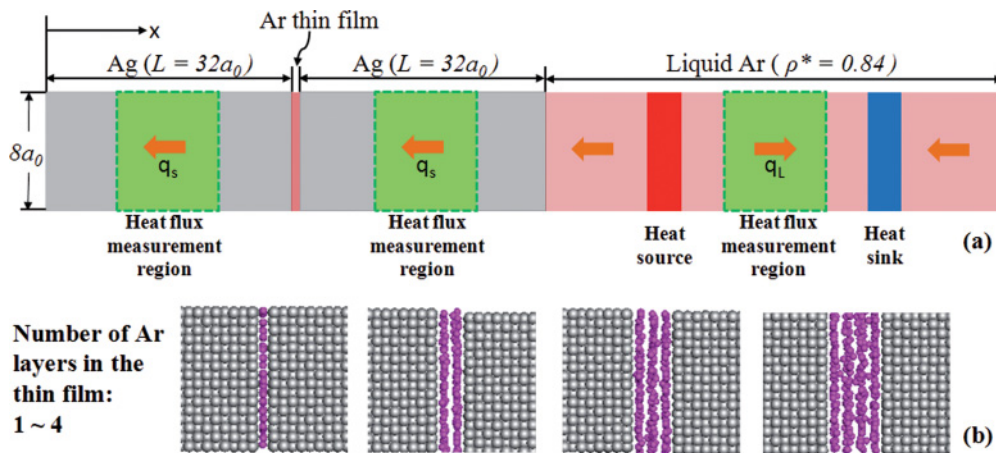 Ar thin film
x
Ag (L = 32a₀)
Ag (L = 32a₀)
Liquid Ar ( ρ* = 0.84)
8a₀
qs
qs
qL
Heat flux
measurement
region
Heat flux
measurement
region
Heat
source
Heat flux
measurement
region
Heat
sink
(a)
Number of Ar
layers in the
thin film:
1 ~ 4
(b)